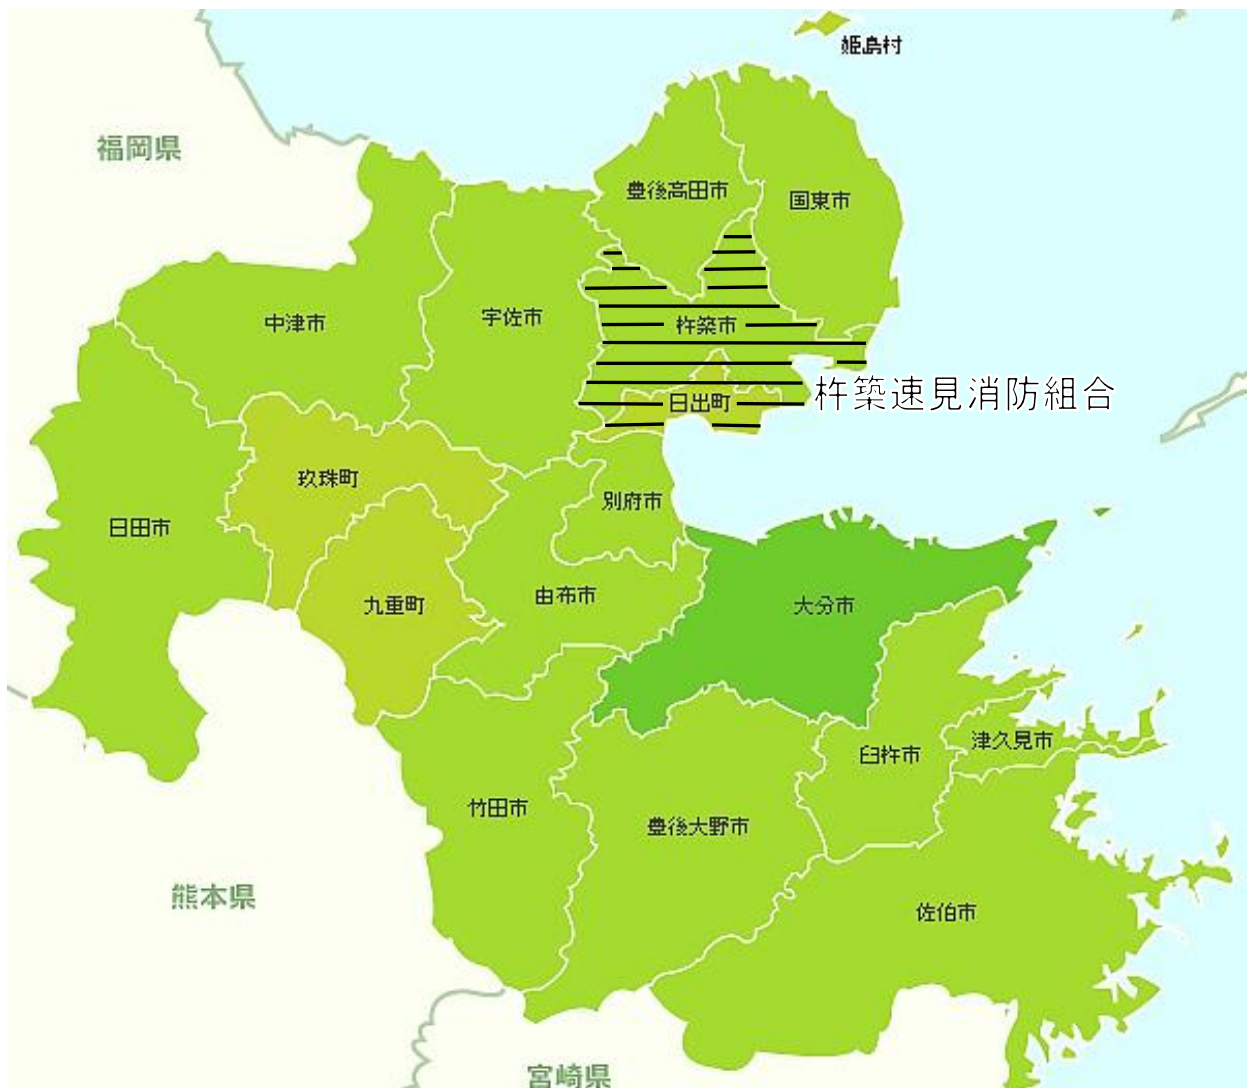 姫島村
福岡県
豊後高田市
国東市
中津市
宇佐市
杵築市
日出町
杵築速見消防組合
玖珠町
別府市
日田市
由布市
九重町
大分市
津久見市
臼杵市
竹田市
豊後大野市
熊本県
佐伯市
宮崎県